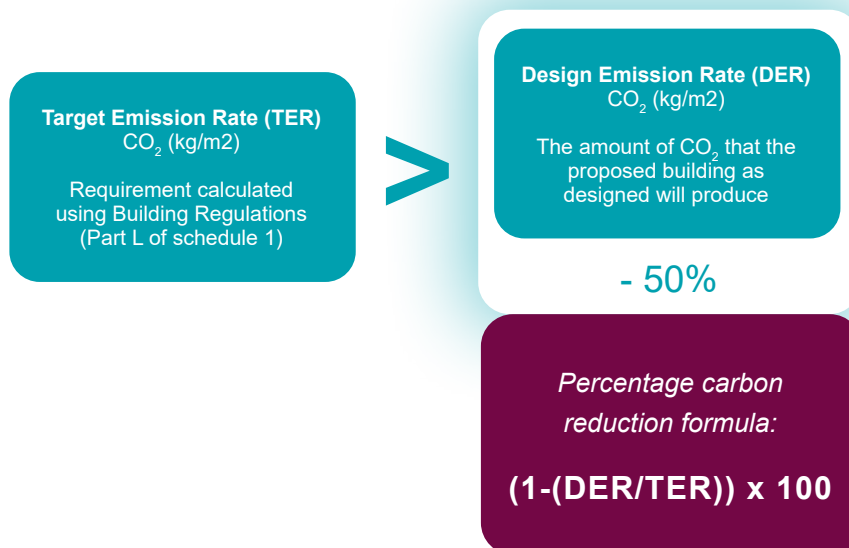 Target Emission Rate (TER)
CO₂ (kg/m2)
Requirement calculated
using Building Regulations
(Part L of schedule 1)
>
Design Emission Rate (DER)
CO₂ (kg/m2)
The amount of CO₂ that the
proposed building as
designed will produce
- 50%
Percentage carbon
reduction formula:
(1-(DER/TER)) x 100